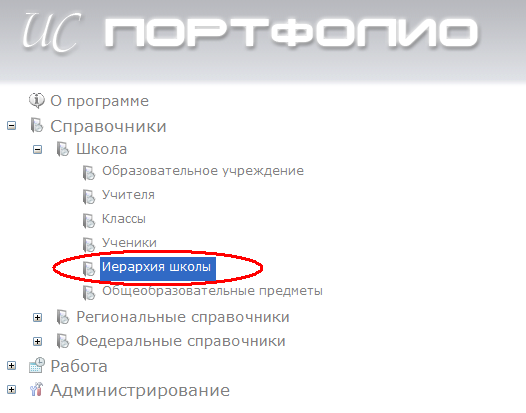 ИС ПОРТФОЛИО
О программе
Справочники
Школа
Образовательное учреждение
Учителя
Классы
Ученики
Иерархия школы
Общеобразовательные предметы
Региональные справочники
Федеральные справочники
Работа
Администрирование